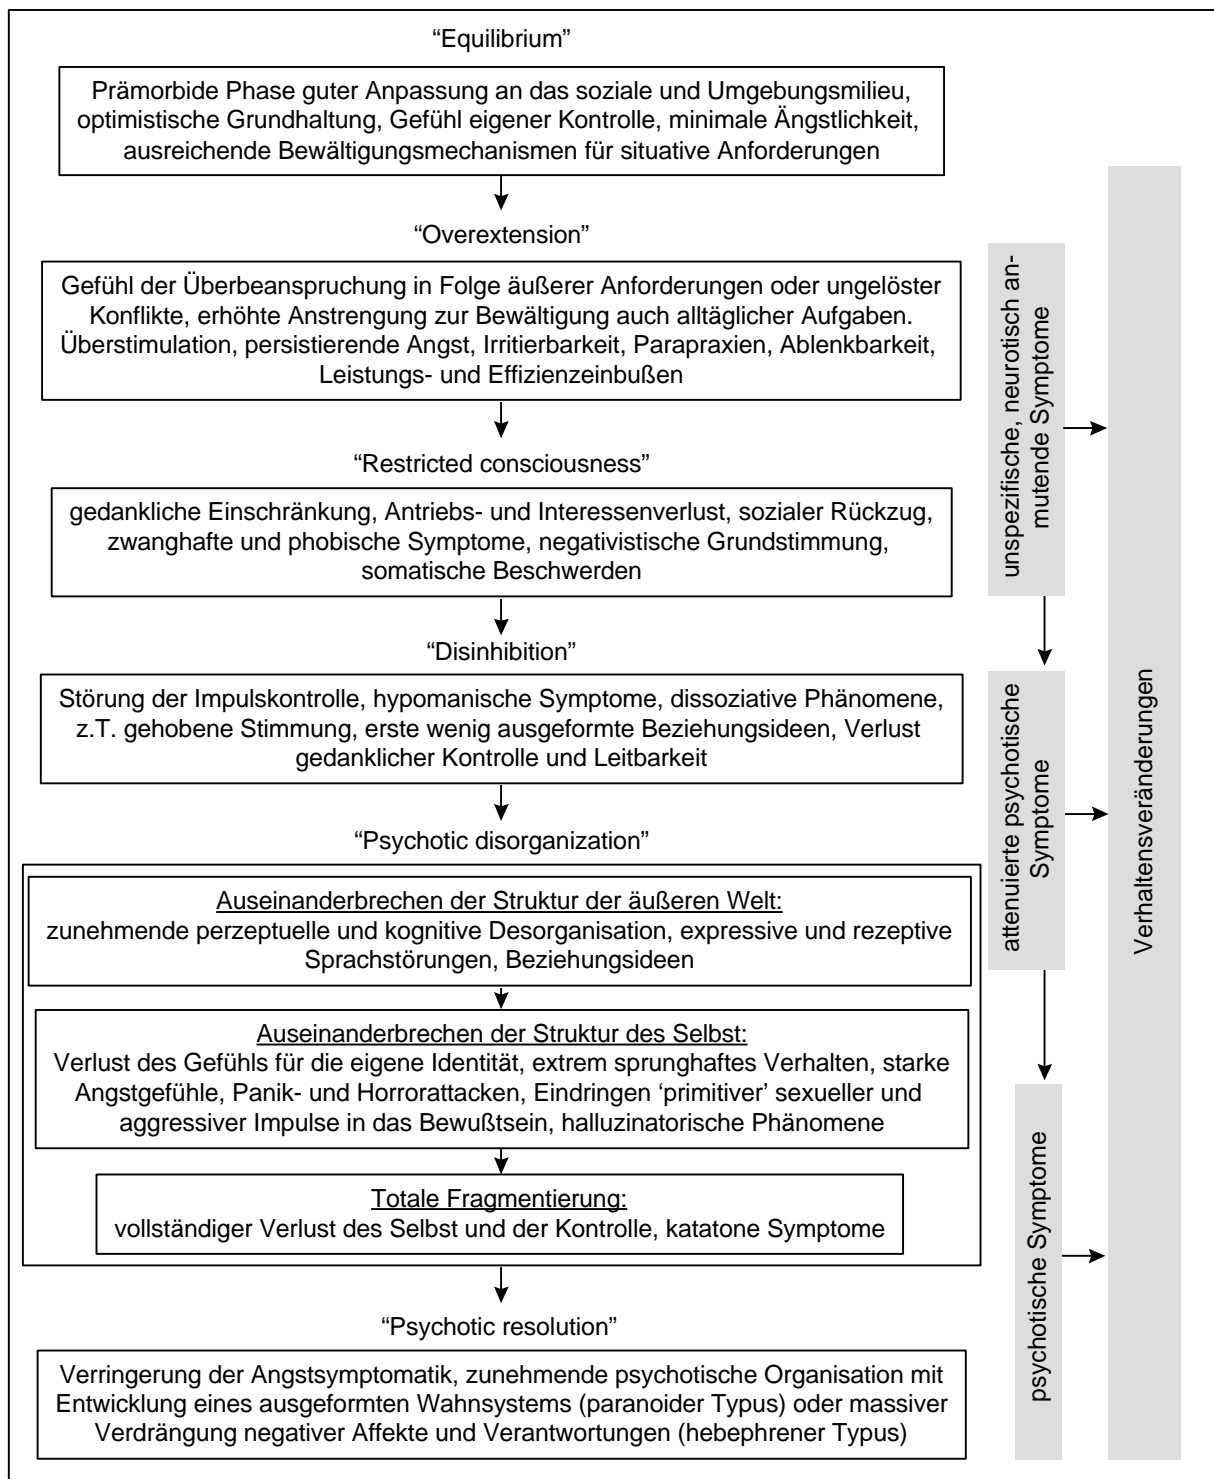 “Equilibrium”
Prämorbide Phase guter Anpassung an das soziale und Umgebungsmilieu,
optimistische Grundhaltung, Gefühl eigener Kontrolle, minimale Ängstlichkeit,
ausreichende Bewältigungsmechanismen für situative Anforderungen
“Overextension”
Gefühl der Überbeanspruchung in Folge äußerer Anforderungen oder ungelöster
Konflikte, erhöhte Anstrengung zur Bewältigung auch alltäglicher Aufgaben.
Überstimulation, persistierende Angst, Irritierbarkeit, Parapraxien, Ablenkbarkeit,
Leistungs- und Effizienzeinbußen
“Restricted consciousness”
gedankliche Einschränkung, Antriebs- und Interessenverlust, sozialer Rückzug,
zwanghafte und phobische Symptome, negativistische Grundstimmung,
somatische Beschwerden
“Disinhibition”
Störung der Impulskontrolle, hypomanische Symptome, dissoziative Phänomene,
z.T. gehobene Stimmung, erste wenig ausgeformte Beziehungsideen, Verlust
gedanklicher Kontrolle und Leitbarkeit
“Psychotic disorganization”
Auseinanderbrechen der Struktur der äußeren Welt:
zunehmende perzeptuelle und kognitive Desorganisation, expressive und rezeptive
Sprachstörungen, Beziehungsideen
Auseinanderbrechen der Struktur des Selbst:
Verlust des Gefühls für die eigene Identität, extrem sprunghaftes Verhalten, starke
Angstgefühle, Panik- und Horrorattacken, Eindringen ‘primitiver’ sexueller und
aggressiver Impulse in das Bewußtsein, halluzinatorische Phänomene
Totale Fragmentierung:
vollständiger Verlust des Selbst und der Kontrolle, katatone Symptome
“Psychotic resolution”
Verringerung der Angstsymptomatik, zunehmende psychotische Organisation mit
Entwicklung eines ausgeformten Wahnsystems (paranoider Typus) oder massiver
Verdrängung negativer Affekte und Verantwortungen (hebephrener Typus)
unspezifische, neurotisch an-
mutende Symptome
attenuierte psychotische
Symptome
psychotische Symptome
Verhaltensveränderungen